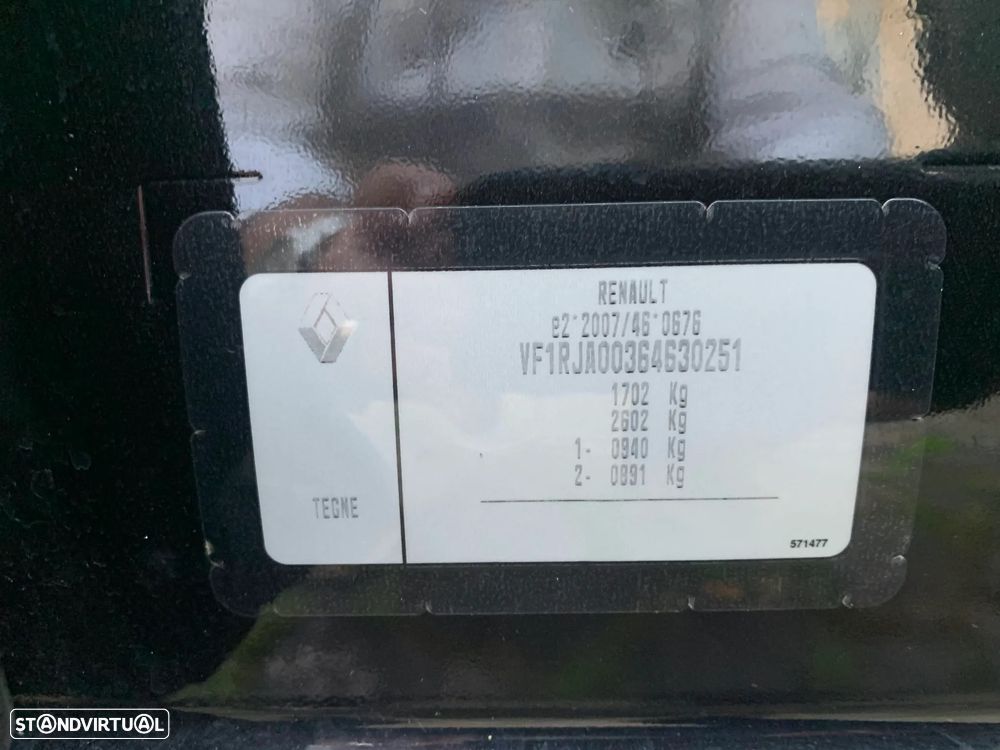 RENAULT
e2*2007/46*0676
VF1RJA00364630251
1702 Kg
2602 Kg
1- 0940 Kg
2- 0891 Kg
TEGNE
571477
STANDVIRTUAL